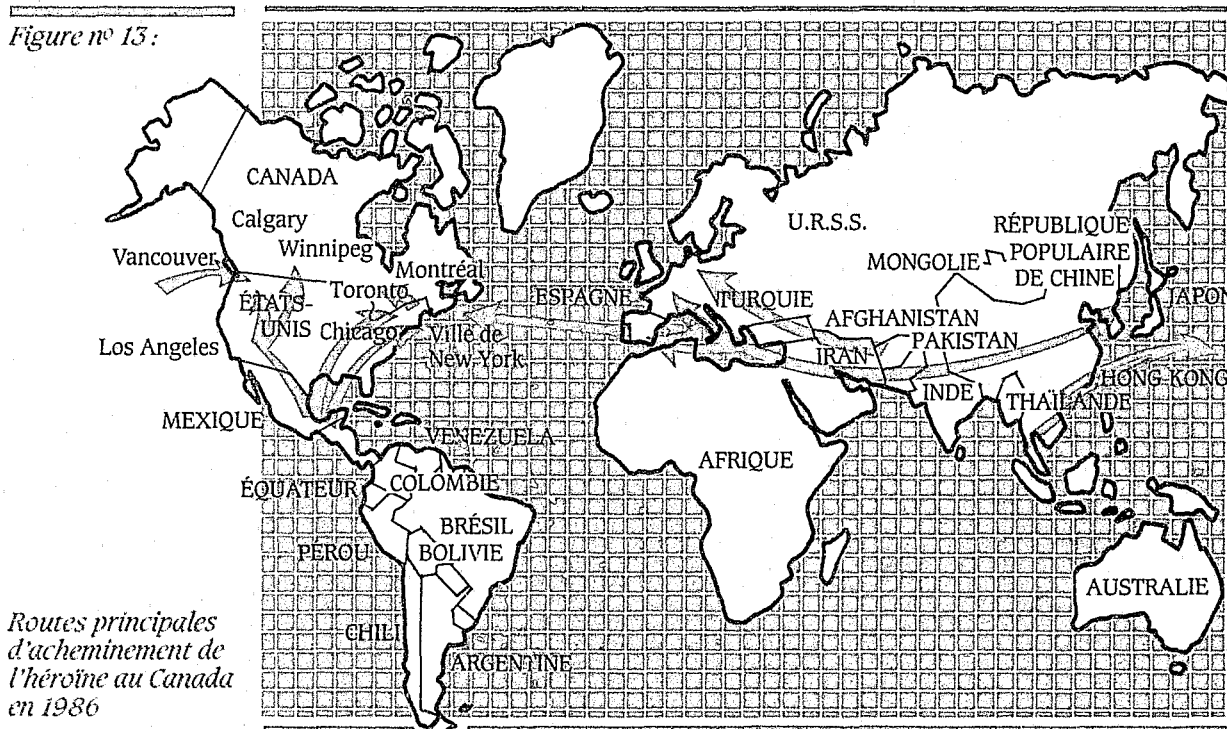 Figure nº 13 :
CANADA
Calgary
Winnipeg
Vancouver
Montréal
Toronto
ÉTATS-
UNIS
Chicago
Ville de
New-York
Los Angeles
MEXIQUE
VENEZUELA
ÉQUATEUR
COLOMBIE
BRÉSIL
PÉROU
BOLIVIE
CHILI
ARGENTINE
ESPAGNE
TURQUIE
U.R.S.S.
RÉPUBLIQUE
POPULAIRE
DE CHINE
MONGOLIE
JAPON
AFGHANISTAN
PAKISTAN
IRAN
INDE
HONG-KONG
THAÏLANDE
AFRIQUE
AUSTRALIE
Routes principales
d'acheminement de
l'héroïne au Canada
en 1986